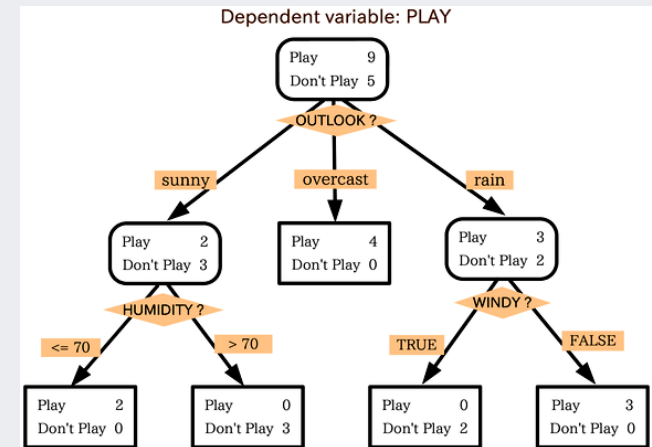 Dependent variable: PLAY
Play 9
Don't Play 5
OUTLOOK ?
sunny
overcast
rain
Play 2
Don't Play 3
Play 4
Don't Play 0
Play 3
Don't Play 2
HUMIDITY ?
WINDY ?
<= 70
> 70
TRUE
FALSE
Play 2
Don't Play 0
Play 0
Don't Play 3
Play 0
Don't Play 2
Play 3
Don't Play 0